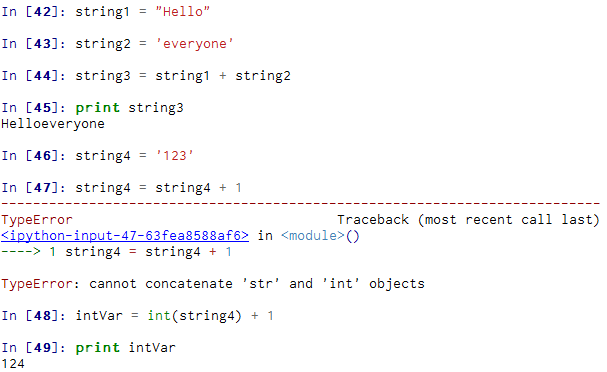 In [42]: string1 = "Hello"
In [43]: string2 = 'everyone'
In [44]: string3 = string1 + string2
In [45]: print string3
Helloeveryone
In [46]: string4 = '123'
In [47]: string4 = string4 + 1
---------------------------------------------------------------------------
TypeError                                 Traceback (most recent call last)
<ipython-input-47-63fea8588af6> in <module>()
----> 1 string4 = string4 + 1
TypeError: cannot concatenate 'str' and 'int' objects
In [48]: intVar = int(string4) + 1
In [49]: print intVar
124